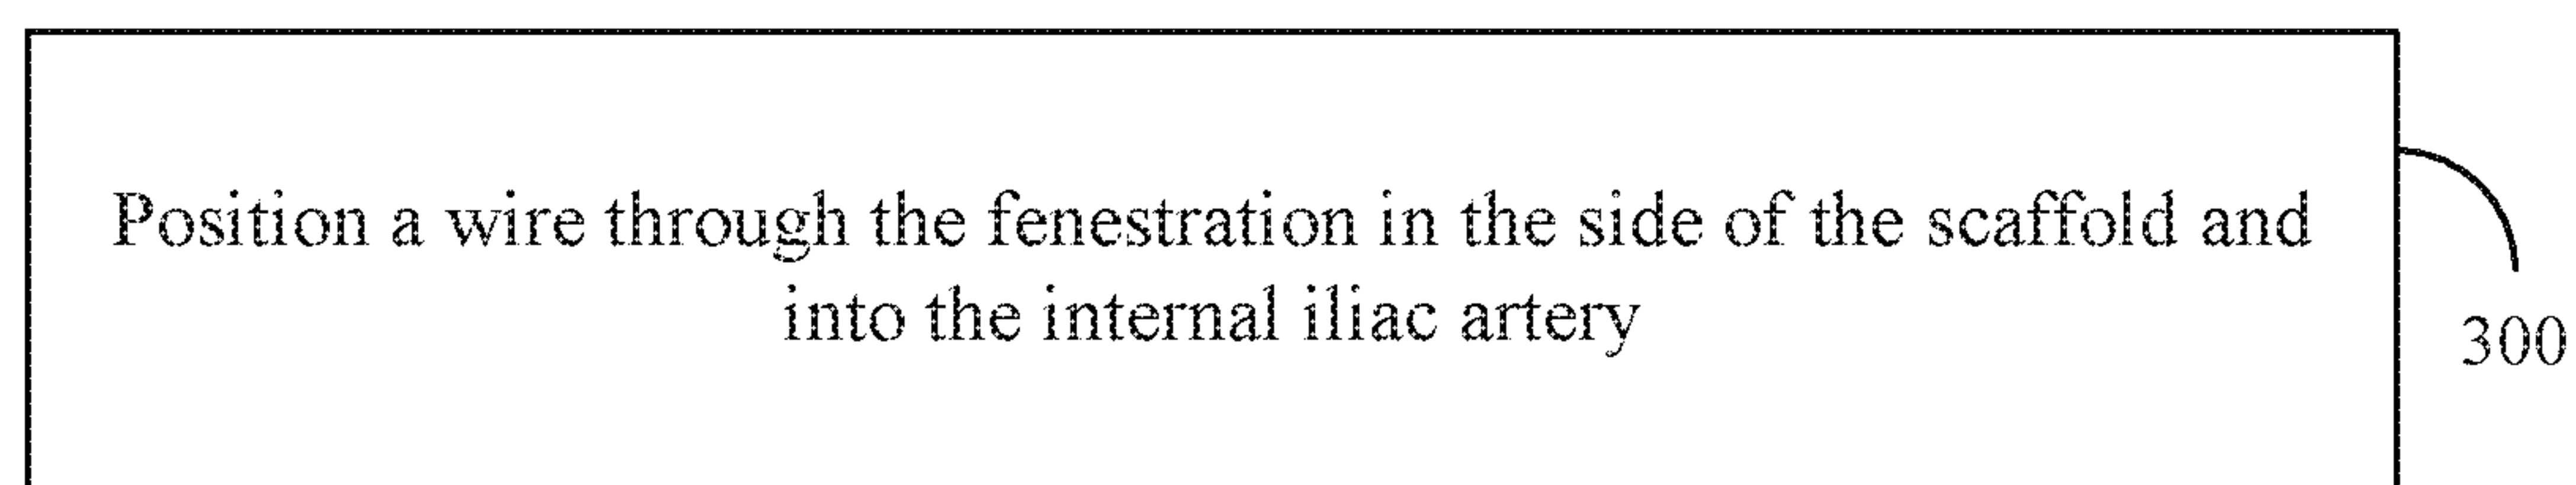 Position a wire through the fenestration in the side of the scaffold and
into the internal iliac artery
300